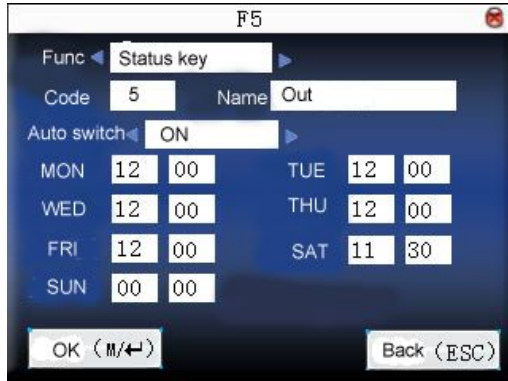 F5
Func Status key
Code 5 Name Out
Auto switch ON
MON 12 00 TUE 12 00
WED 12 00 THU 12 00
FRI 12 00 SAT 11 30
SUN 00 00
OK (M/↵) Back (ESC)